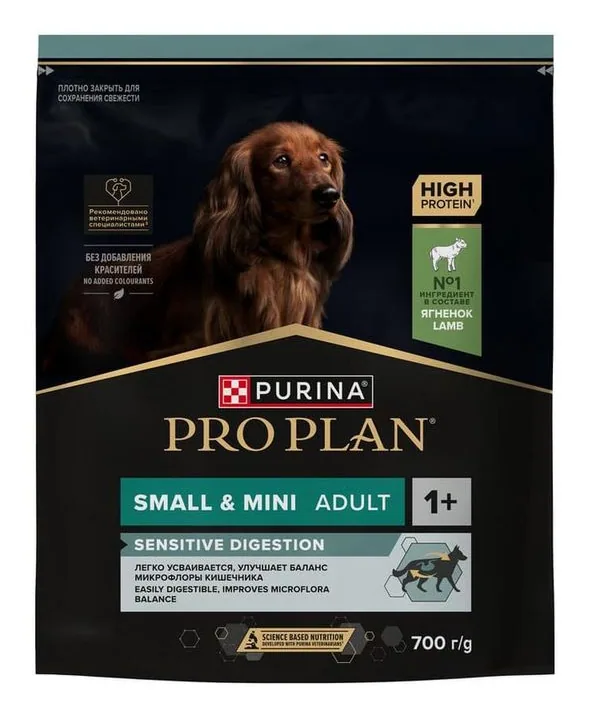 ПЛОТНО ЗАКРЫТЬ ДЛЯ
СОХРАНЕНИЯ СВЕЖЕСТИ
Рекомендовано
ветеринарными
специалистами²
БЕЗ ДОБАВЛЕНИЯ
КРАСИТЕЛЕЙ
NO ADDED COLOURANTS
HIGH
PROTEIN¹
№1
ИНГРЕДИЕНТ
В СОСТАВЕ
ЯГНЕНОК
LAMB
PURINA®
PRO PLAN®
SMALL & MINI ADULT 1+
SENSITIVE DIGESTION
ЛЕГКО УСВАИВАЕТСЯ, УЛУЧШАЕТ БАЛАНС
МИКРОФЛОРЫ КИШЕЧНИКА
EASILY DIGESTIBLE, IMPROVES MICROFLORA
BALANCE
SCIENCE BASED NUTRITION
DEVELOPED WITH PURINA VETERINARIANS
700 г/g